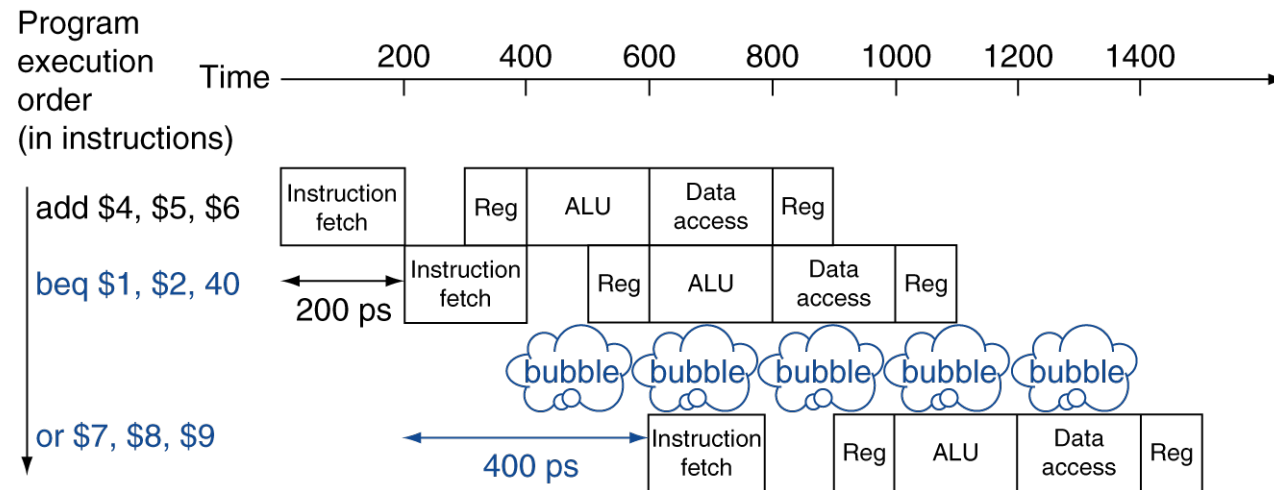 Program
execution
order
(in instructions)
Time
200 400 600 800 1000 1200 1400
add $4, $5, $6
Instruction
fetch
Reg
ALU
Data
access
Reg
beq $1, $2, 40
200 ps
Instruction
fetch
Reg
ALU
Data
access
Reg
bubble bubble bubble bubble bubble
or $7, $8, $9
400 ps
Instruction
fetch
Reg
ALU
Data
access
Reg